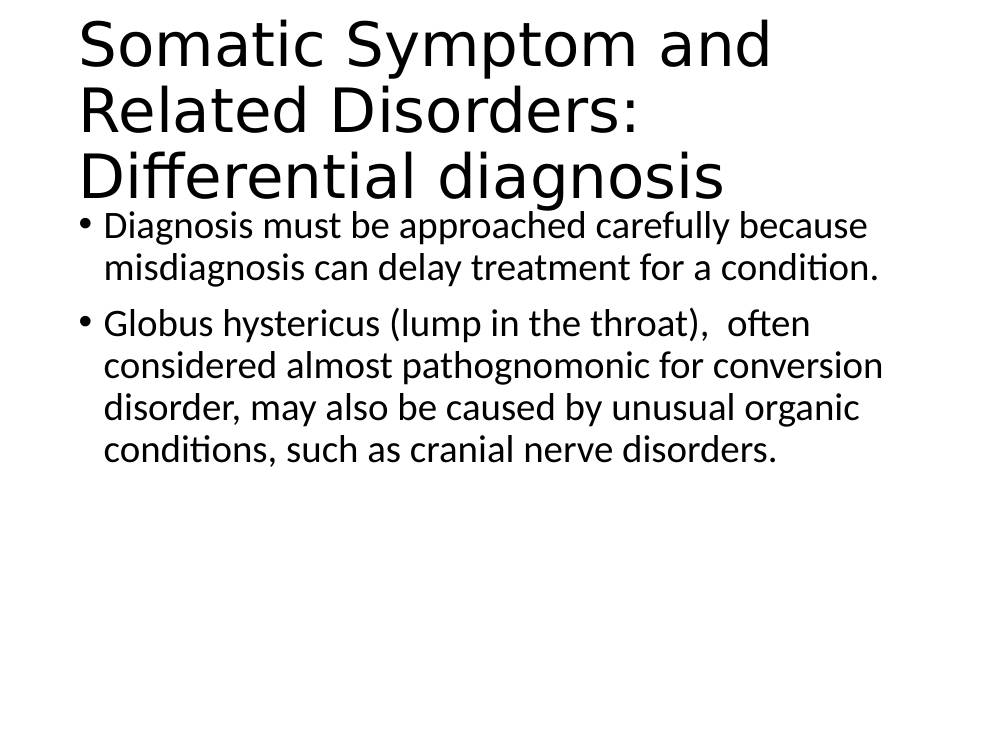 Somatic Symptom and
Related Disorders:
Differential diagnosis
• Diagnosis must be approached carefully because
misdiagnosis can delay treatment for a condition.
• Globus hystericus (lump in the throat),  often
considered almost pathognomonic for conversion
disorder, may also be caused by unusual organic
conditions, such as cranial nerve disorders.